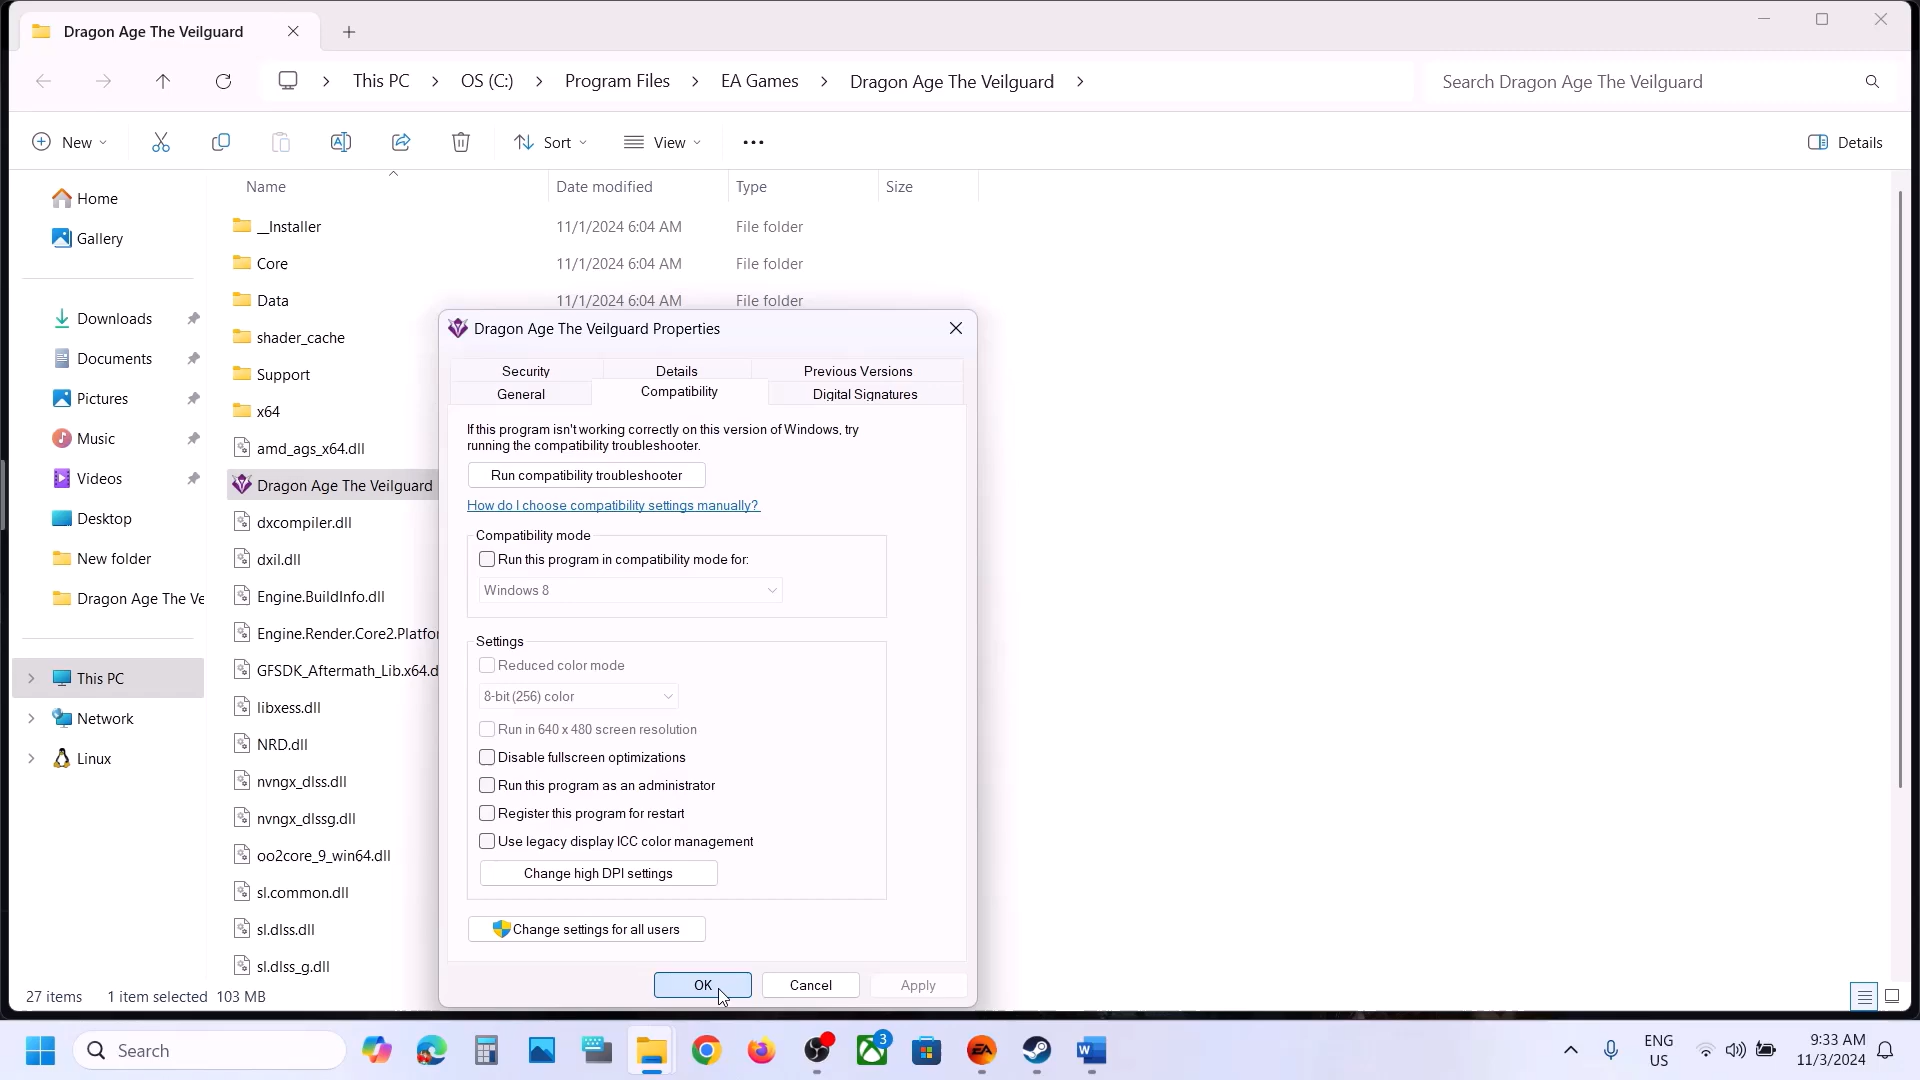 Dragon Age The Veilguard
This PC
OS (C:)
Program Files
EA Games
Dragon Age The Veilguard
Search Dragon Age The Veilguard
New
Sort
View
Details
Name
Date modified
Type
Size
Home
Gallery
Downloads
Documents
Pictures
Music
Videos
Desktop
New folder
Dragon Age The Ve
This PC
Network
Linux
__Installer 11/1/2024 6:04 AM File folder
Core 11/1/2024 6:04 AM File folder
Data 11/1/2024 6:04 AM File folder
shader_cache
Support
x64
amd_ags_x64.dll
Dragon Age The Veilguard
dxcompiler.dll
dxil.dll
Engine.BuildInfo.dll
Engine.Render.Core2.Platfor
GFSDK_Aftermath_Lib.x64.d
libxess.dll
NRD.dll
nvngx_dlss.dll
nvngx_dlssg.dll
oo2core_9_win64.dll
sl.common.dll
sl.dlss.dll
sl.dlss_g.dll
Dragon Age The Veilguard Properties
Security
Details
Previous Versions
General
Compatibility
Digital Signatures
If this program isn't working correctly on this version of Windows, try
running the compatibility troubleshooter.
Run compatibility troubleshooter
How do I choose compatibility settings manually?
Compatibility mode
Run this program in compatibility mode for:
Windows 8
Settings
Reduced color mode
8-bit (256) color
Run in 640 x 480 screen resolution
Disable fullscreen optimizations
Run this program as an administrator
Register this program for restart
Use legacy display ICC color management
Change high DPI settings
Change settings for all users
OK
Cancel
Apply
27 items
1 item selected 103 MB
Search
EA
3
W
ENG
US
9:33 AM
11/3/2024